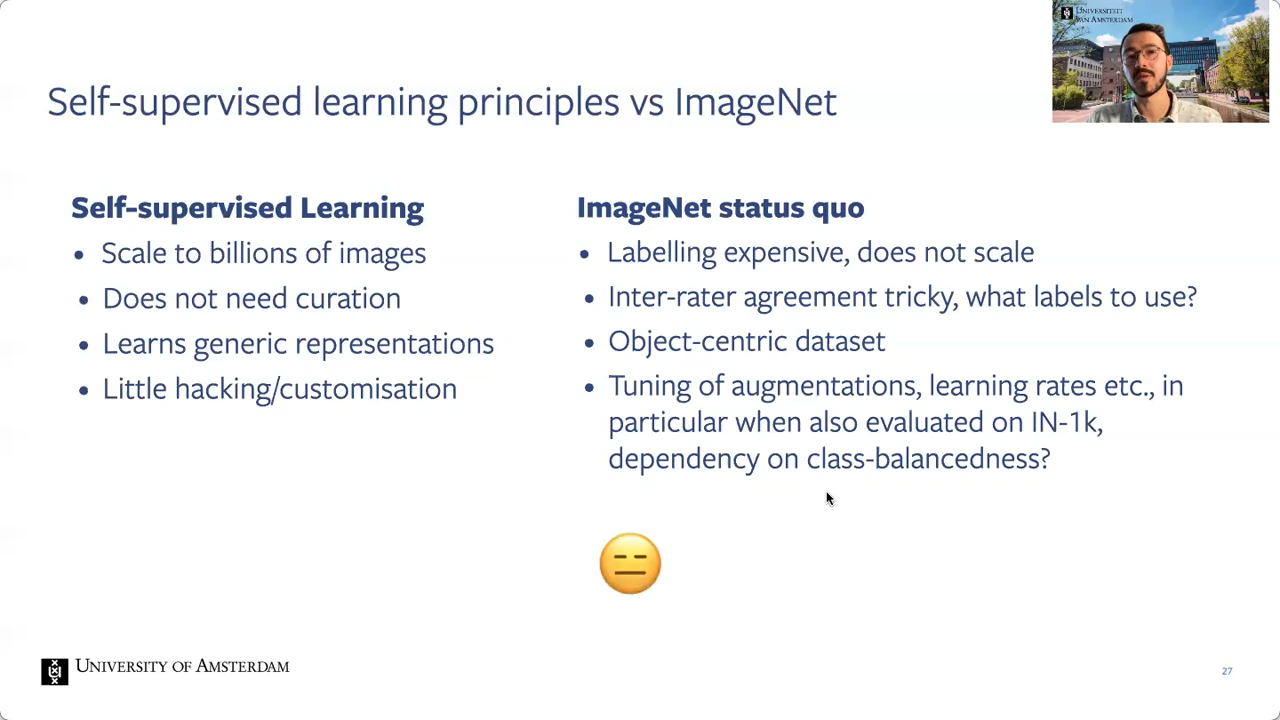 UNIVERSITEIT
VAN AMSTERDAM
Self-supervised learning principles vs ImageNet
Self-supervised Learning
• Scale to billions of images
• Does not need curation
• Learns generic representations
• Little hacking/customisation
ImageNet status quo
• Labelling expensive, does not scale
• Inter-rater agreement tricky, what labels to use?
• Object-centric dataset
• Tuning of augmentations, learning rates etc., in
particular when also evaluated on IN-1k,
dependency on class-balancedness?
UNIVERSITY OF AMSTERDAM
27